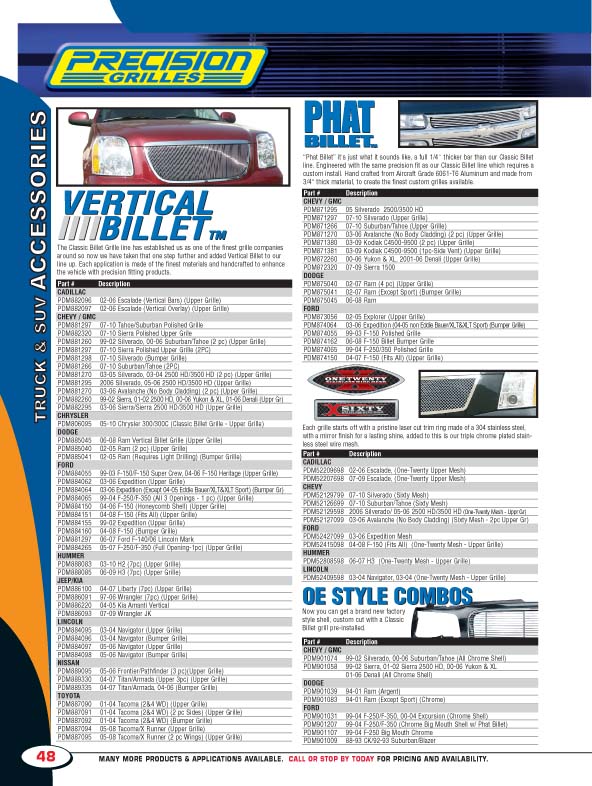 PRECISION
GRILLES
TRUCK & SUV ACCESSORIES
VERTICAL
BILLET™
The Classic Billet Grille line has established us as one of the finest grille companies
around so now we have taken that one step further and added Vertical Billet to our
line up. Each application is made of the finest materials and handcrafted to enhance
the vehicle with precision fitting products.
Part # Description
CADILLAC
PDM882096 02-06 Escalade (Vertical Bars) (Upper Grille)
PDM882097 02-06 Escalade (Vertical Overlay) (Upper Grille)
CHEVY / GMC
PDM881297 07-10 Tahoe/Suburban Polished Grille
PDM882320 07-10 Sierra Polished Upper Grille
PDM881260 99-02 Silverado, 00-06 Suburban/Tahoe (2 pc) (Upper Grille)
PDM881297 07-10 Sierra Polished Upper Grille (2PC)
PDM881298 07-10 Silverado (Bumper Grille)
PDM881266 07-10 Suburban/Tahoe (2PC)
PDM881270 03-05 Silverado, 03-04 2500 HD/3500 HD (2 pc) (Upper Grille)
PDM881295 2006 Silverado, 05-06 2500 HD/3500 HD (Upper Grille)
PDM881270 03-06 Avalanche (No Body Cladding) (2 pc) (Upper Grille)
PDM882260 99-02 Sierra, 01-02 2500 HD, 00-06 Yukon & XL, 01-06 Denali (Uppr Gr)
PDM882295 03-06 Sierra/Sierra 2500 HD/3500 HD (Upper Grille)
CHRYSLER
PDM806095 05-10 Chrysler 300/300C (Classic Billet Grille - Upper Grille)
DODGE
PDM885045 06-08 Ram Vertical Billet Grille (Upper Grille)
PDM885040 02-05 Ram (2 pc) (Upper Grille)
PDM885041 02-05 Ram (Requires Light Drilling) (Bumper Grille)
FORD
PDM884055 99-03 F-150/F-150 Super Crew, 04-06 F-150 Heritage (Upper Grille)
PDM884062 03-06 Expedition (Upper Grille)
PDM884064 03-06 Expedition (Except 04-05 Eddie Bauer/XLT&XLT Sport) (Bumper Gr)
PDM884065 99-04 F-250/F-350 (All 3 Openings - 1 pc) (Upper Grille)
PDM884150 04-06 F-150 (Honeycomb Shell) (Upper Grille)
PDM884151 04-08 F-150 (Fits All) (Upper Grille)
PDM884155 99-02 Expedition (Upper Grille)
PDM884160 04-08 F-150 (Bumper Grille)
PDM881297 06-07 Ford F-140/06 Lincoln Mark
PDM884265 05-07 F-250/F-350 (Full Opening-1pc) (Upper Grille)
HUMMER
PDM888083 03-10 H2 (7pc) (Upper Grille)
PDM888085 06-09 H3 (7pc) (Upper Grille)
JEEP/KIA
PDM886100 04-07 Liberty (7pc) (Upper Grille)
PDM886091 97-06 Wrangler (7pc) (Upper Grille)
PDM886220 04-05 Kia Amanti Vertical
PDM886093 07-09 Wrangler JK
LINCOLN
PDM884095 03-04 Navigator (Upper Grille)
PDM884096 03-04 Navigator (Bumper Grille)
PDM884097 05-06 Navigator (Upper Grille)
PDM884098 05-06 Navigator (Bumper Grille)
NISSAN
PDM889095 05-06 Frontier/Pathfinder (3 pc)(Upper Grille)
PDM889330 04-07 Titan/Armada (Upper 3pc) (Upper Grille)
PDM889335 04-07 Titan/Armada, 04-06 (Bumper Grille)
TOYOTA
PDM887090 01-04 Tacoma (2&4 WD) (Upper Grille)
PDM887091 01-04 Tacoma (2&4 WD) (2 pc Sides) (Upper Grille)
PDM887092 01-04 Tacoma (2&4 WD) (Bumper Grille)
PDM887094 05-08 Tacoma/X Runner (Upper Grille)
PDM887095 05-08 Tacoma/X Runner (2 pc Wings) (Upper Grille)
PHAT
BILLET™
"Phat Billet" it's just what it sounds like, a full 1/4" thicker bar than our Classic Billet
line. Engineered with the same precision fit as our Classic Billet line which requires a
custom install. Hand crafted from Aircraft Grade 6061-T6 Aluminum and made from
3/4" thick material, to create the finest custom grilles available.
Part # Description
CHEVY / GMC
PDM871295 05 Silverado 2500/3500 HD
PDM871297 07-10 Silverado (Upper Grille)
PDM871266 07-10 Suburban/Tahoe (Upper Grille)
PDM871270 03-06 Avalanche (No Body Cladding) (2 pc) (Upper Grille)
PDM871380 03-09 Kodiak C4500-9500 (2 pc) (Upper Grille)
PDM871381 03-09 Kodiak C4500-9500 (1pc-Side Vent) (Upper Grille)
PDM872260 00-06 Yukon & XL, 2001-06 Denali (Upper Grille)
PDM872320 07-09 Sierra 1500
DODGE
PDM875040 02-07 Ram (4 pc) (Upper Grille)
PDM875041 02-07 Ram (Except Sport) (Bumper Grille)
PDM875045 06-08 Ram
FORD
PDM873056 02-05 Explorer (Upper Grille)
PDM874064 03-06 Expedition (04-05 non Eddie Bauer/XLT&XLT Sport) (Bumper Grille)
PDM874055 99-03 F-150 Polished Grille
PDM874162 06-08 F-150 Billet Bumper Grille
PDM874065 99-04 F-250/350 Polished Grille
PDM874150 04-07 F-150 (Fits All) (Upper Grille)
ONE TWENTY
X SIXTY
Each grille starts off with a pristine laser cut trim ring made of a 304 stainless steel,
with a mirror finish for a lasting shine, added to this is our triple chrome plated stain-
less steel wire mesh.
Part # Description
CADILLAC
PDM52209698 02-06 Escalade, (One-Twenty Upper Mesh)
PDM52207698 07-09 Escalade, (One-Twenty Upper Mesh)
CHEVY
PDM52129799 07-10 Silverado (Sixty Mesh)
PDM52126699 07-10 Suburban/Tahoe (Sixty Mesh)
PDM52129598 2006 Silverado/ 05-06 2500 HD/3500 HD (One-Twenty Mesh - Uppr Gr)
PDM52127099 03-06 Avalanche (No Body Cladding) (Sixty Mesh - 2pc Upper Gr)
FORD
PDM52427099 03-06 Expedition Mesh
PDM52415098 04-08 F-150 (Fits All) (One-Twenty Mesh - Upper Grille)
HUMMER
PDM52808598 06-07 H3 (One-Twenty Mesh - Upper Grille)
LINCOLN
PDM52409598 03-04 Navigator, 03-04 (One-Twenty Mesh - Upper Grille)
OE STYLE COMBOS
Now you can get a brand new factory
style shell, custom cut with a Classic
Billet grill pre-installed.
Part # Description
CHEVY / GMC
PDM901074 99-02 Silverado, 00-06 Suburban/Tahoe (All Chrome Shell)
PDM901058 99-02 Sierra, 01-02 Sierra 2500 HD, 00-06 Yukon & XL
01-06 Denali (All Chrome Shell)
DODGE
PDM901039 94-01 Ram (Argent)
PDM901083 94-01 Ram (Except Sport) (Chrome)
FORD
PDM901031 99-04 F-250/F-350, 00-04 Excursion (Chrome Shell)
PDM901207 99-04 F-250/F-350 (Chrome Big Mouth Shell w/ Phat Billet)
PDM901107 99-04 F-250 Big Mouth Chrome
PDM901009 88-93 CK/92-93 Suburban/Blazer
48
MANY MORE PRODUCTS & APPLICATIONS AVAILABLE. CALL OR STOP BY TODAY FOR PRICING AND AVAILABILITY.